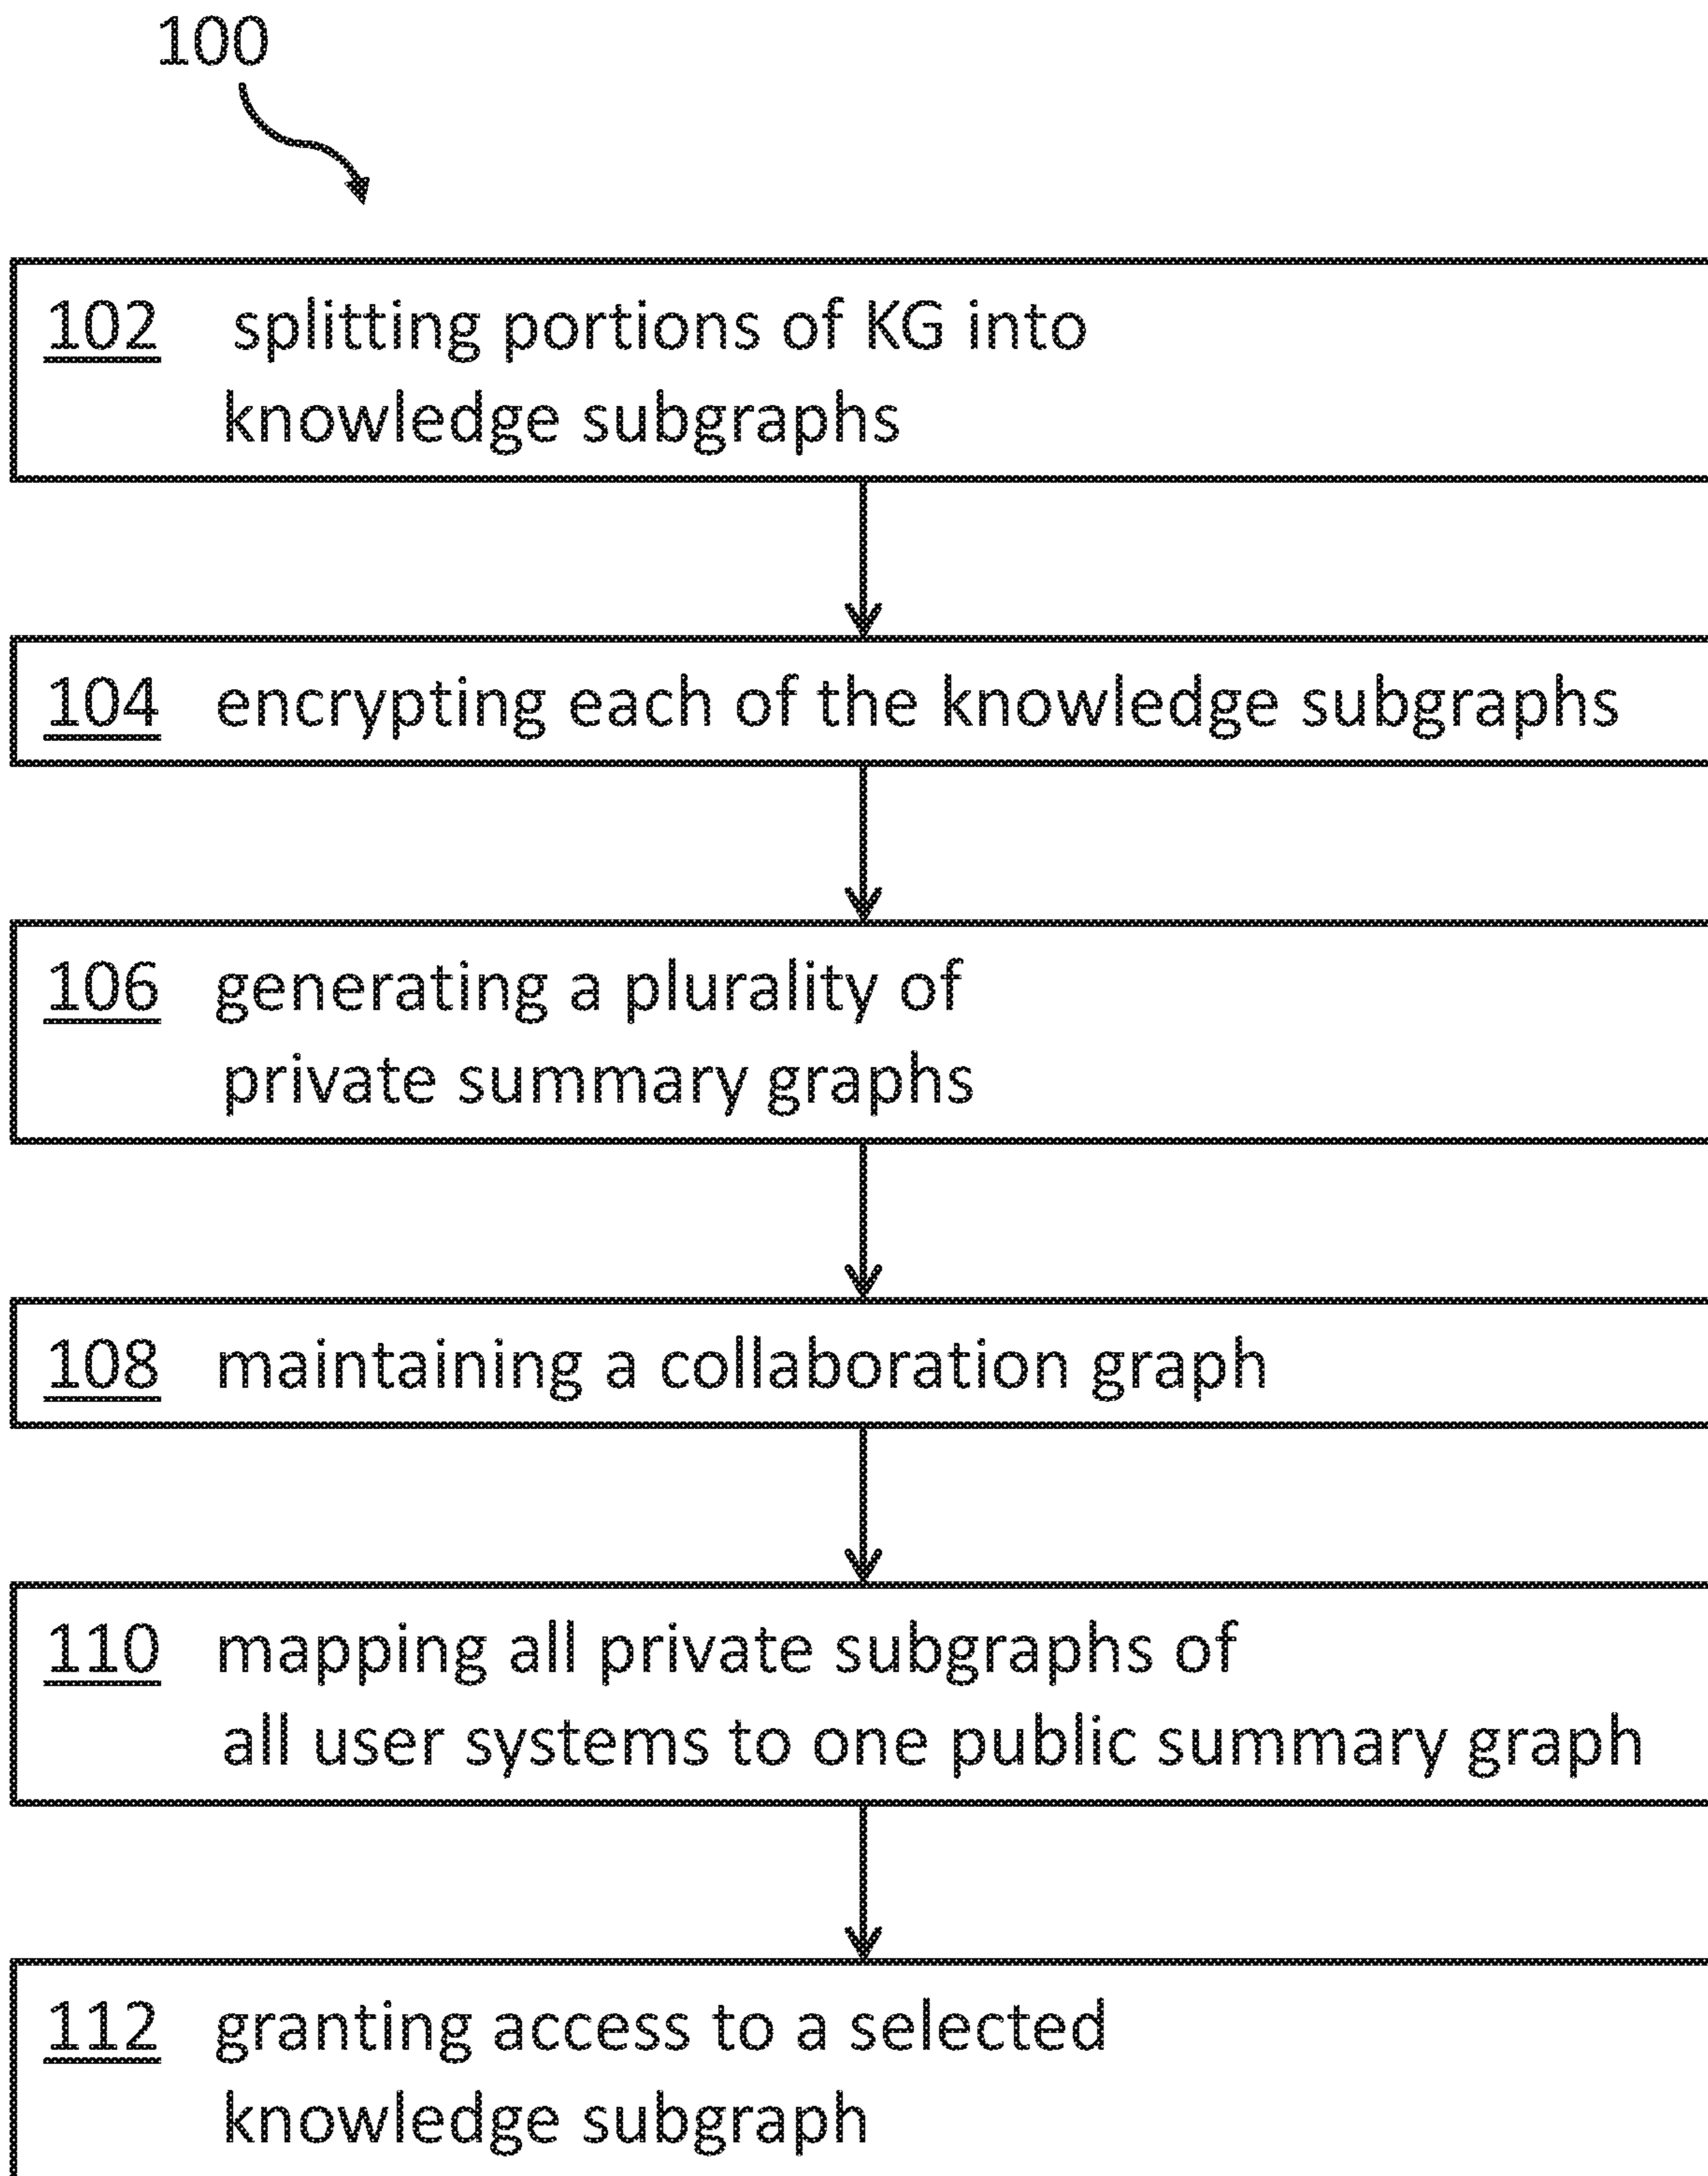 100
102 splitting portions of KG into
knowledge subgraphs
104 encrypting each of the knowledge subgraphs
106 generating a plurality of
private summary graphs
108 maintaining a collaboration graph
110 mapping all private subgraphs of
all user systems to one public summary graph
112 granting access to a selected
knowledge subgraph